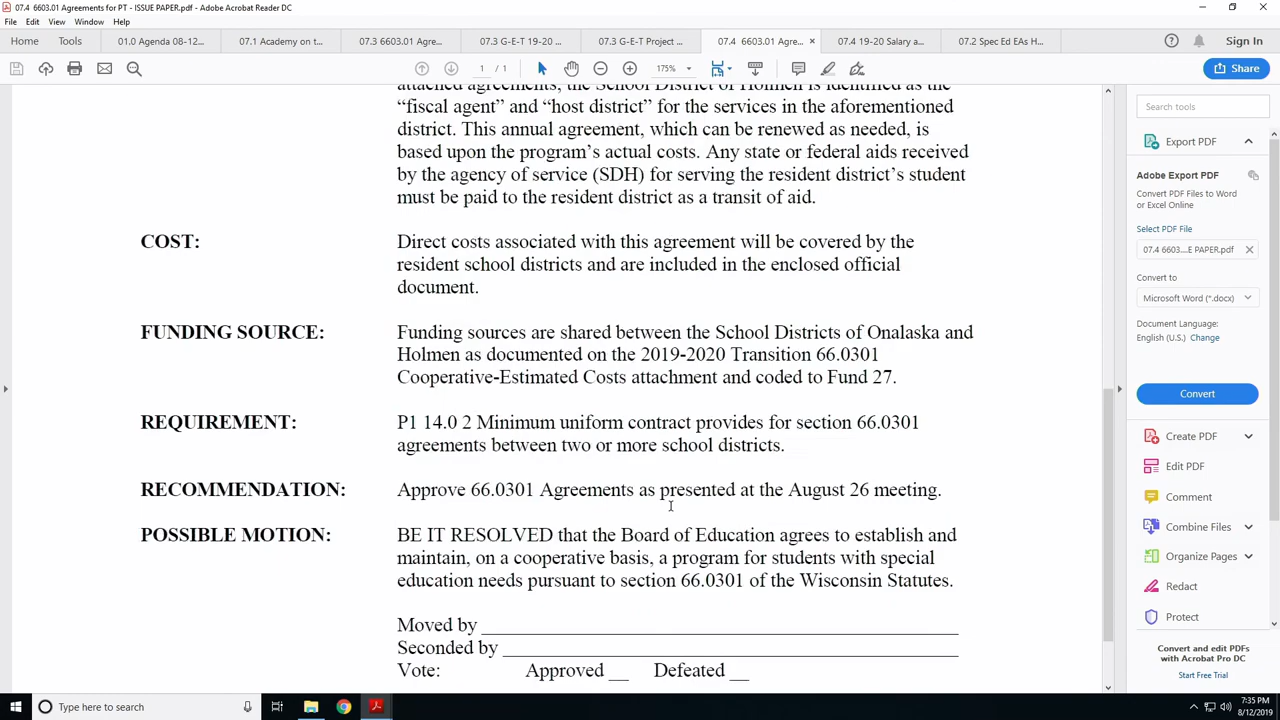 07.4 6603.01 Agreements for PT - ISSUE PAPER.pdf - Adobe Acrobat Reader DC
File Edit View Window Help
Home Tools 01.0 Agenda 08-12... 07.1 Academy on t... 07.3 6603.01 Agre... 07.3 G-E-T 19-20 ... 07.3 G-E-T Project ... 07.4 6603.01 Agre... × 07.4 19-20 Salary a... 07.2 Spec Ed EAs H... Sign In
1 / 1 175% Share
attached agreements, the School District of Holmen is identified as the
“fiscal agent” and “host district” for the services in the aforementioned
district. This annual agreement, which can be renewed as needed, is
based upon the program’s actual costs. Any state or federal aids received
by the agency of service (SDH) for serving the resident district’s student
must be paid to the resident district as a transit of aid.
COST: Direct costs associated with this agreement will be covered by the
resident school districts and are included in the enclosed official
document.
FUNDING SOURCE: Funding sources are shared between the School Districts of Onalaska and
Holmen as documented on the 2019-2020 Transition 66.0301
Cooperative-Estimated Costs attachment and coded to Fund 27.
REQUIREMENT: P1 14.0 2 Minimum uniform contract provides for section 66.0301
agreements between two or more school districts.
RECOMMENDATION: Approve 66.0301 Agreements as presented at the August 26 meeting.
POSSIBLE MOTION: BE IT RESOLVED that the Board of Education agrees to establish and
maintain, on a cooperative basis, a program for students with special
education needs pursuant to section 66.0301 of the Wisconsin Statutes.
Moved by
Seconded by
Vote: Approved __ Defeated __
Search tools
Export PDF
Adobe Export PDF
Convert PDF Files to Word
or Excel Online
Select PDF File
07.4 6603....E PAPER.pdf
Convert to
Microsoft Word (*.docx)
Document Language:
English (U.S.) Change
Convert
Create PDF
Edit PDF
Comment
Combine Files
Organize Pages
Redact
Protect
Convert and edit PDFs
with Acrobat Pro DC
Start Free Trial
Type here to search
7:35 PM
8/12/2019